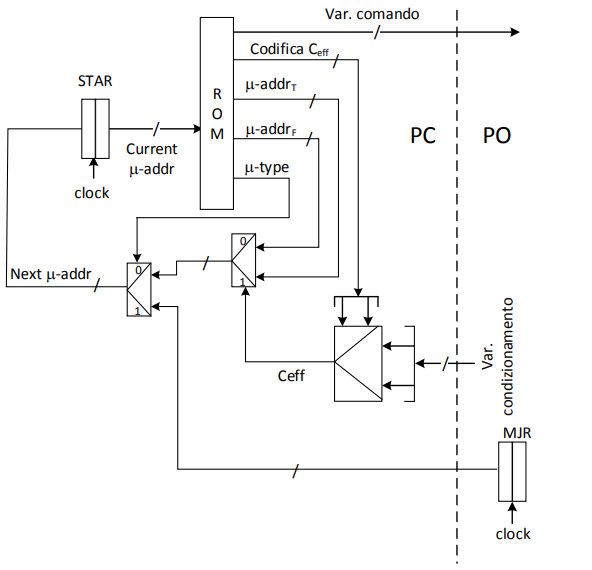 Var. comando
Codifica Ceff
STAR
μ-addrT
R
O
M
μ-addrF
PC
PO
Current
μ-addr
μ-type
clock
0
0
Next μ-addr
1
1
Ceff
Var.
condizionamento
MJR
clock